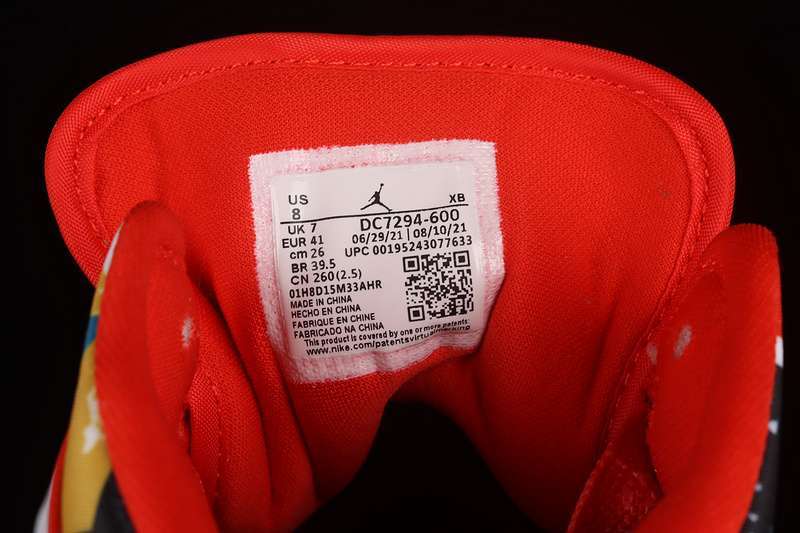 US
8
XB
UK 7
DC7294-600
EUR 41
06/29/21 | 08/10/21
cm 26
UPC 00195243077633
BR 39.5
CN 260(2.5)
01H8D15M33AHR
MADE IN CHINA
HECHO EN CHINA
FABRIQUE EN CHINE
FABRICADO NA CHINA
This product is covered by one or more patents
www.nike.com/patentsvirtualmarking